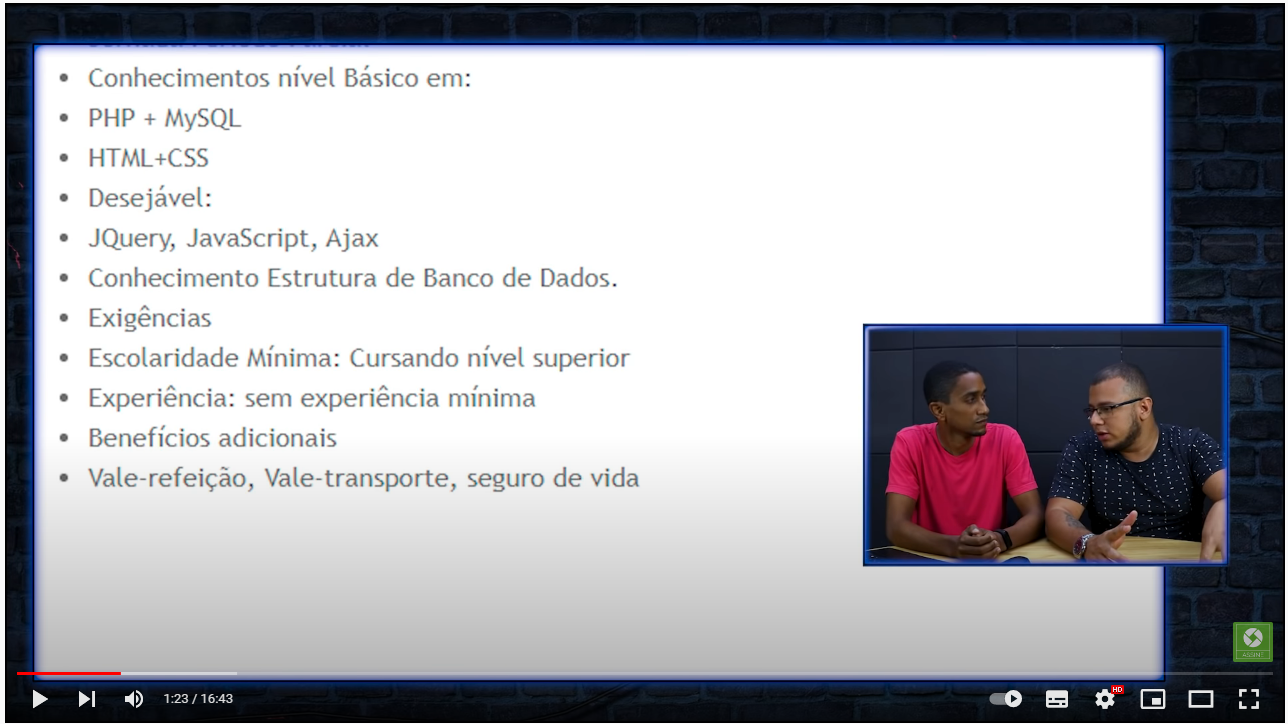 Conhecimentos nível Básico em:
PHP + MySQL
HTML+CSS
Desejável:
JQuery, JavaScript, Ajax
Conhecimento Estrutura de Banco de Dados.
Exigências
Escolaridade Mínima: Cursando nível superior
Experiência: sem experiência mínima
Benefícios adicionais
Vale-refeição, Vale-transporte, seguro de vida
ASSINE
1:23 / 16:43
HD